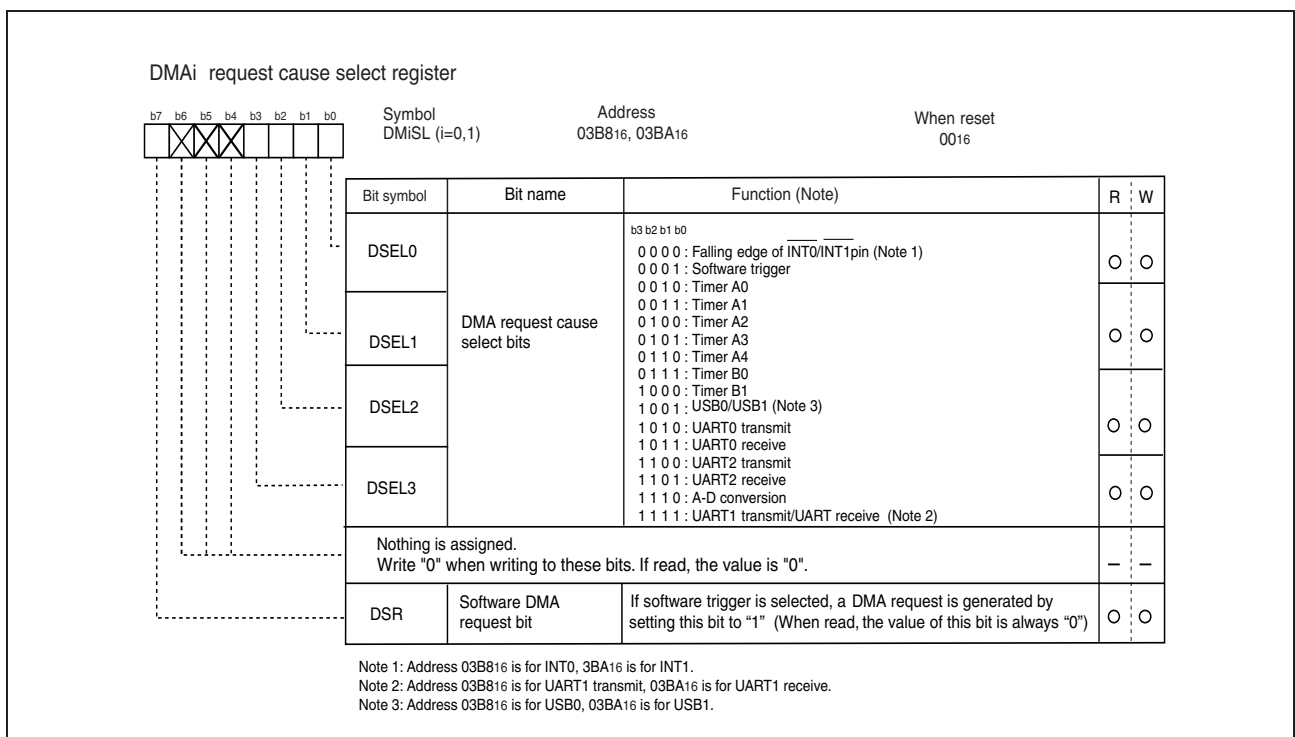 DMAi request cause select register
b7 b6 b5 b4 b3 b2 b1 b0
Symbol Address When reset
DMiSL (i=0,1) 03B816, 03BA16 0016
Bit symbol Bit name Function (Note) R W
DSEL0
DSEL1
DSEL2
DSEL3
DMA request cause
select bits
b3 b2 b1 b0
0 0 0 0 : Falling edge of INT0/INT1pin (Note 1)
0 0 0 1 : Software trigger
0 0 1 0 : Timer A0
0 0 1 1 : Timer A1
0 1 0 0 : Timer A2
0 1 0 1 : Timer A3
0 1 1 0 : Timer A4
0 1 1 1 : Timer B0
1 0 0 0 : Timer B1
1 0 0 1 : USB0/USB1 (Note 3)
1 0 1 0 : UART0 transmit
1 0 1 1 : UART0 receive
1 1 0 0 : UART2 transmit
1 1 0 1 : UART2 receive
1 1 1 0 : A-D conversion
1 1 1 1 : UART1 transmit/UART receive (Note 2)
Nothing is assigned.
Write "0" when writing to these bits. If read, the value is "0".
DSR
Software DMA
request bit
If software trigger is selected, a DMA request is generated by
setting this bit to “1” (When read, the value of this bit is always “0”)
Note 1: Address 03B816 is for INT0, 3BA16 is for INT1.
Note 2: Address 03B816 is for UART1 transmit, 03BA16 is for UART1 receive.
Note 3: Address 03B816 is for USB0, 03BA16 is for USB1.